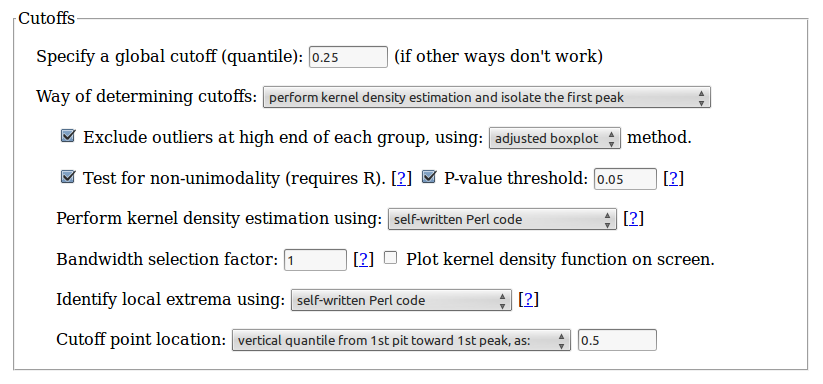 Cutoffs
Specify a global cutoff (quantile): 0.25 (if other ways don't work)
Way of determining cutoffs: perform kernel density estimation and isolate the first peak
Exclude outliers at high end of each group, using: adjusted boxplot method.
Test for non-unimodality (requires R). [?] P-value threshold: 0.05 [?]
Perform kernel density estimation using: self-written Perl code [?]
Bandwidth selection factor: 1 [?] Plot kernel density function on screen.
Identify local extrema using: self-written Perl code [?]
Cutoff point location: vertical quantile from 1st pit toward 1st peak, as: 0.5